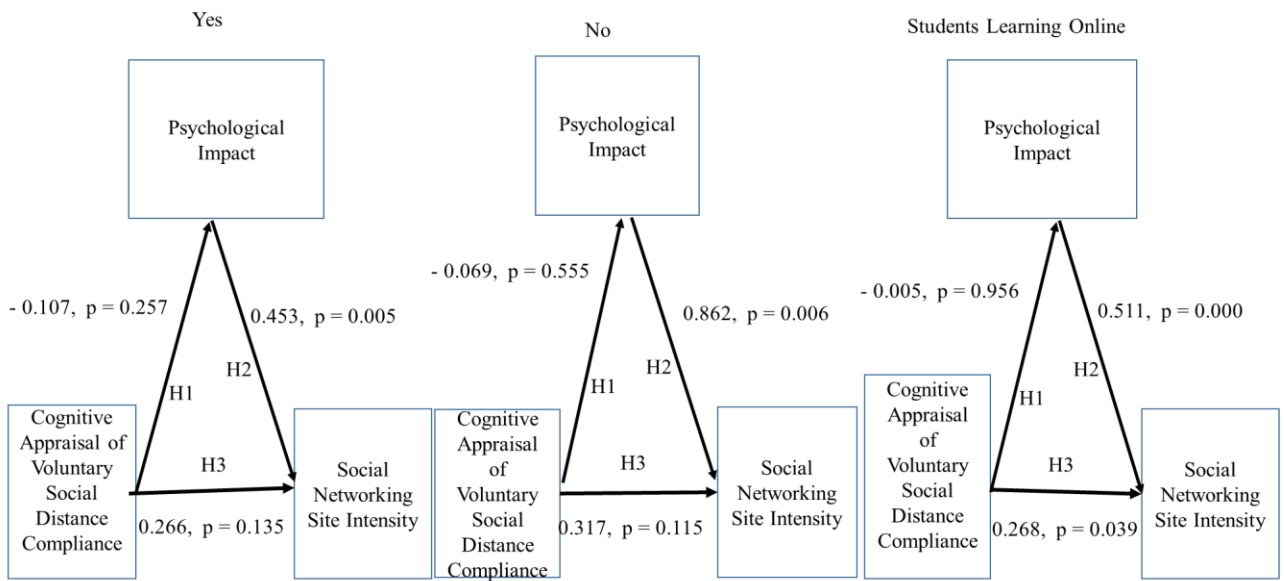 Yes
No
Students Learning Online
Psychological
Impact
Psychological
Impact
Psychological
Impact
- 0.107, p = 0.257
0.453, p = 0.005
H1
H2
H3
Cognitive
Appraisal of
Voluntary
Social
Distance
Compliance
Social
Networking
Site Intensity
0.266, p = 0.135
- 0.069, p = 0.555
0.862, p = 0.006
H1
H2
H3
Cognitive
Appraisal
of
Voluntary
Social
Distance
Compliance
Social
Networking
Site Intensity
0.317, p = 0.115
- 0.005, p = 0.956
0.511, p = 0.000
H1
H2
H3
Cognitive
Appraisal
of
Voluntary
Social
Distance
Compliance
Social
Networking
Site Intensity
0.268, p = 0.039